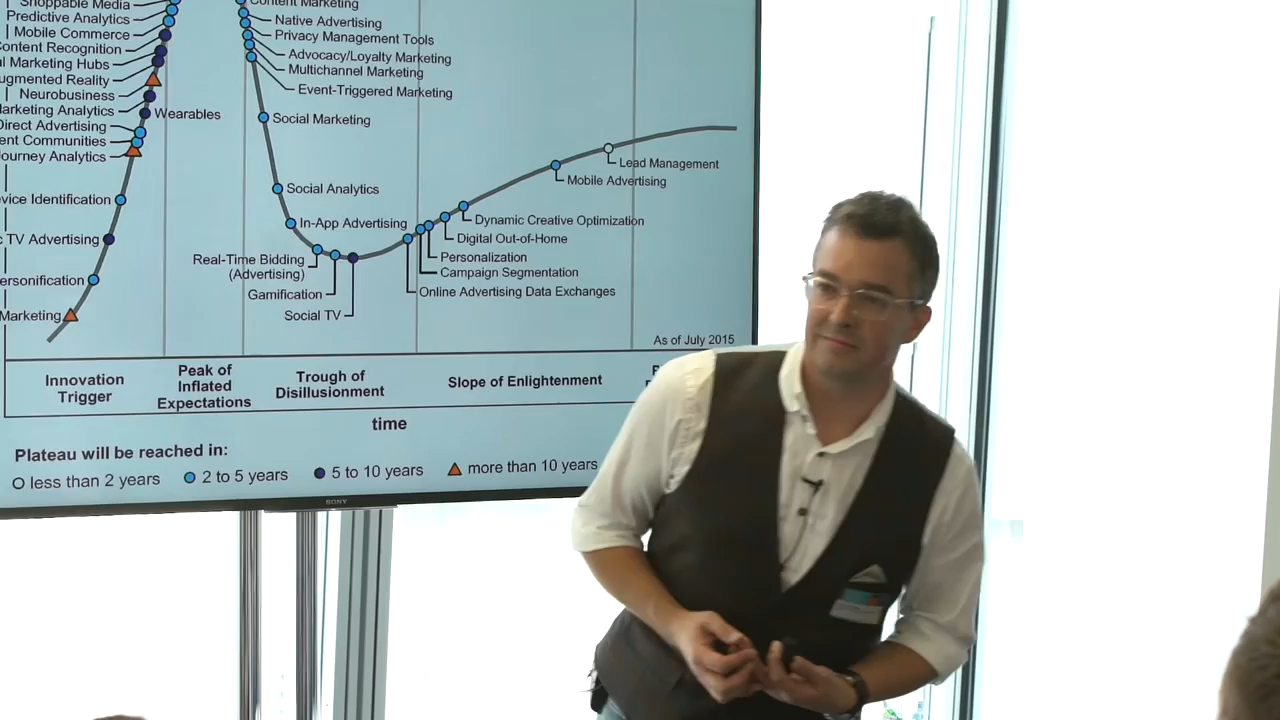 Shoppable Media
Predictive Analytics
Mobile Commerce
Content Recognition
Marketing Hubs
Augmented Reality
Neurobusiness
Marketing Analytics
Direct Advertising
Communities
Journey Analytics
Device Identification
TV Advertising
Personification
Marketing
Wearables
Content Marketing
Native Advertising
Privacy Management Tools
Advocacy/Loyalty Marketing
Multichannel Marketing
Event-Triggered Marketing
Social Marketing
Social Analytics
In-App Advertising
Real-Time Bidding
(Advertising)
Gamification
Social TV
Lead Management
Mobile Advertising
Dynamic Creative Optimization
Digital Out-of-Home
Personalization
Campaign Segmentation
Online Advertising Data Exchanges
As of July 2015
Innovation
Trigger
Peak of
Inflated
Expectations
Trough of
Disillusionment
Slope of Enlightenment
time
Plateau will be reached in:
less than 2 years
2 to 5 years
5 to 10 years
more than 10 years
SONY